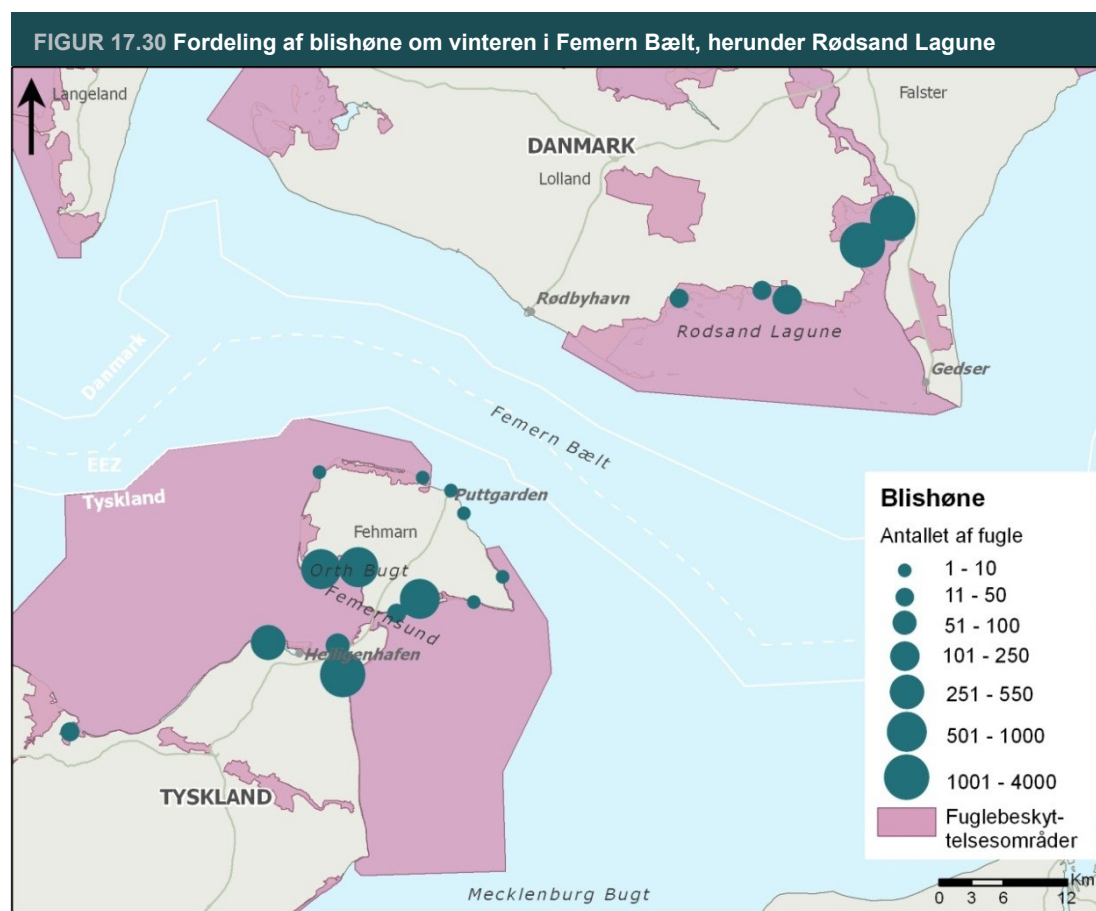 FIGUR 17.30 Fordeling af blishøne om vinteren i Femern Bælt, herunder Rødsand Lagune
Langeland
Falster
DANMARK
Lolland
Rødbyhavn
Rodsand Lagune
Gedser
Danmark
Femern Bælt
EEZ
Tyskland
Puttgarden
Fehmarn
Orth Bugt
Femernsund
Heiligenhafen
TYSKLAND
Mecklenburg Bugt
Blishøne
Antallet af fugle
1 - 10
11 - 50
51 - 100
101 - 250
251 - 550
501 - 1000
1001 - 4000
Fuglebeskyt-
telsesområder
Km
0 3 6 12